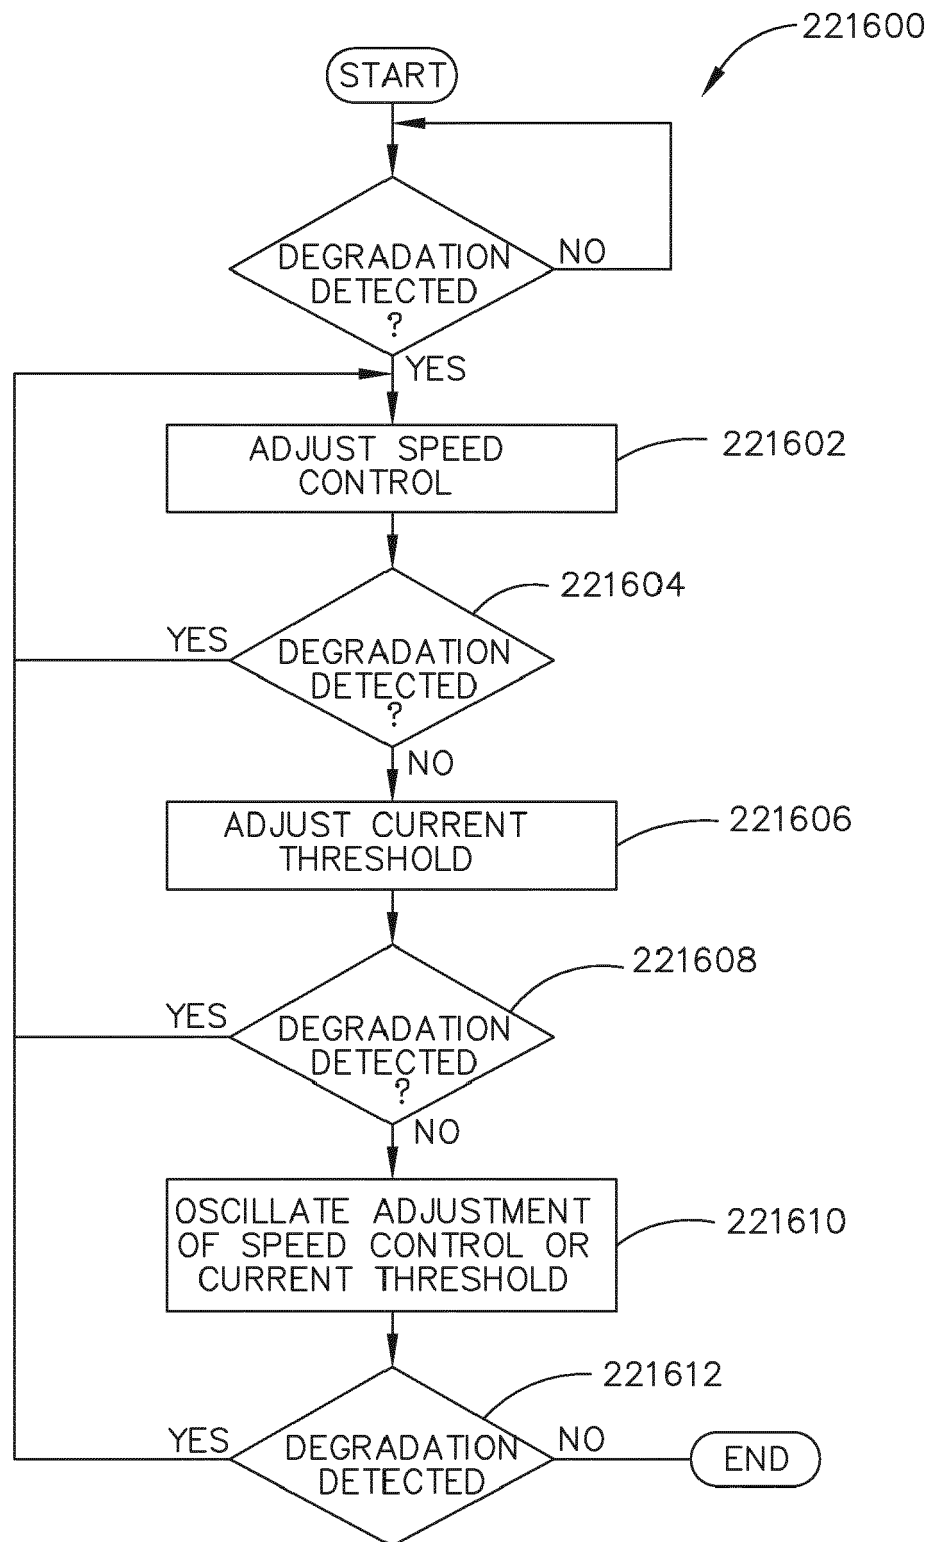 221600
START
DEGRADATION
DETECTED
?
NO
YES
ADJUST SPEED
CONTROL
221602
221604
YES
DEGRADATION
DETECTED
?
NO
ADJUST CURRENT
THRESHOLD
221606
221608
YES
DEGRADATION
DETECTED
?
NO
OSCILLATE ADJUSTMENT
OF SPEED CONTROL OR
CURRENT THRESHOLD
221610
221612
YES
DEGRADATION
DETECTED
NO
END